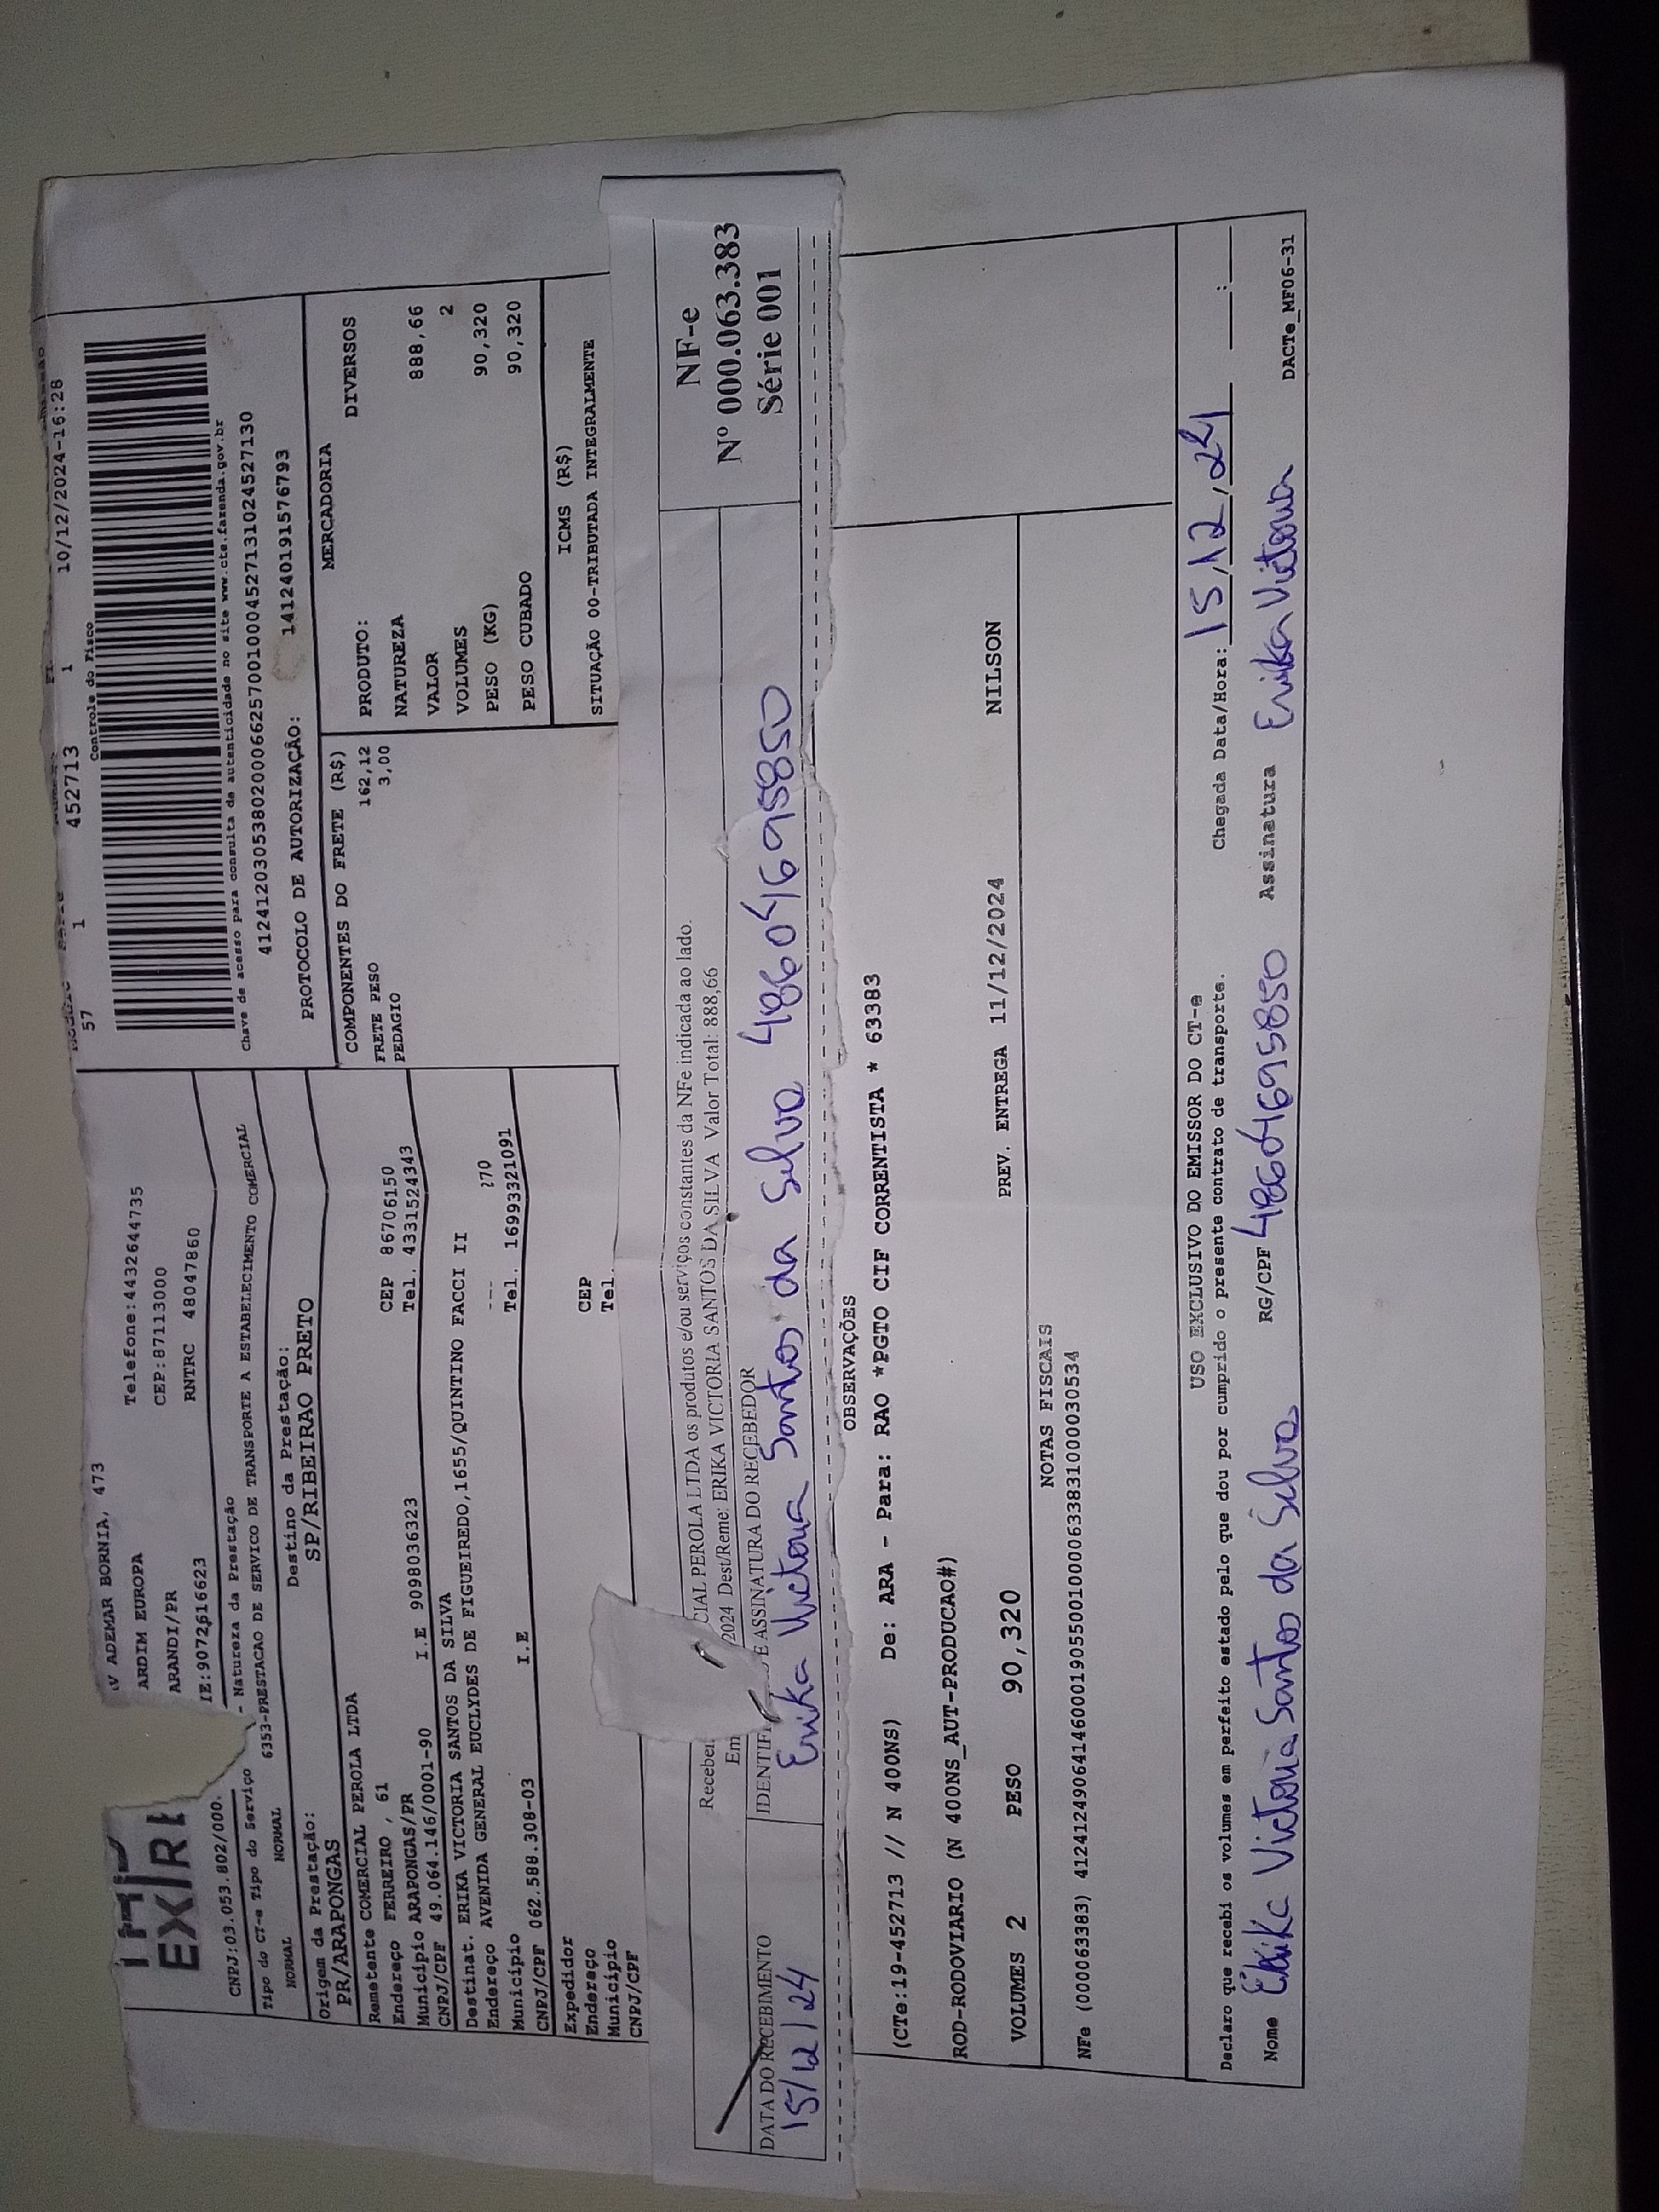 57 1 452713 1 10/12/2024-16:28
Controle do Fisco
Chave de acesso para consulta de autenticidade no site www.cte.fazenda.gov.br
41241203053802000662570010004527131024527130
PROTOCOLO DE AUTORIZAÇÃO: 141240191576793
AV ADEMAR BORNIA, 473
ARDIM EUROPA Telefone:4432644735
ARANDI/PR CEP:87113000
IE:9072616623 RNTRC 48047860
CNPJ:03.053.802/000.
Tipo do CT-e Tipo do Serviço - Natureza da Prestação
NORMAL NORMAL 6353-PRESTACAO DE SERVICO DE TRANSPORTE A ESTABELECIMENTO COMERCIAL
Origem da Prestação: Destino da Prestação:
PR/ARAPONGAS SP/RIBEIRAO PRETO
Remetente COMERCIAL PEROLA LTDA
Endereço FERREIRO , 61 CEP 86706150
Município ARAPONGAS/PR Tel. 4331524343
CNPJ/CPF 49.064.146/001-90 I.E 9098036323
Destinat. ERIKA VICTORIA SANTOS DA SILVA
Endereço AVENIDA GENERAL EUCLYDES DE FIGUEIREDO,1655/QUINTINO FACCI II
Município 270
CNPJ/CPF 062.588.308-03 I.E Tel. 16993321091
Expedidor
Endereço CEP
Município Tel.
CNPJ/CPF
COMPONENTES DO FRETE (R$)
FRETE PESO 162,12
PEDAGIO 3,00
MERCADORIA
PRODUTO: DIVERSOS
NATUREZA
VALOR 888,66
VOLUMES 2
PESO (KG) 90,320
PESO CUBADO 90,320
ICMS (R$)
SITUAÇÃO 00-TRIBUTADA INTEGRALMENTE
CIAL PEROLA LTDA os produtos e/ou serviços constantes da NFe indicada ao lado.
Em 2024 Dest/Reme: ERIKA VICTORIA SANTOS DA SILVA Valor Total: 888,66
DATA DO RECEBIMENTO E ASSINATURA DO RECEBEDOR
15/12/24 Erika Victoria Santos da Silva 48604695850
NF-e
Nº 000.063.383
Série 001
OBSERVAÇÕES
(CTe:19-452713 // N 400NS) De: ARA - Para: RAO *PGTO CIF CORRENTISTA * 63383
ROD-RODOVIARIO (N 400NS_AUT-PRODUCAO#)
VOLUMES 2 PESO 90,320 PREV. ENTREGA 11/12/2024 NILSON
NOTAS FISCAIS
NFe (000063383) 41241249064146000190550010000633831000030534
USO EXCLUSIVO DO EMISSOR DO CT-e
Declaro que recebi os volumes em perfeito estado pelo que dou por cumprido o presente contrato de transporte. Chegada Data/Hora: 15,12,24 :
Nome Erika Victoria Santos da Silva RG/CPF 48604695850 Assinatura Erika Victoria
DACTe_MF06-31